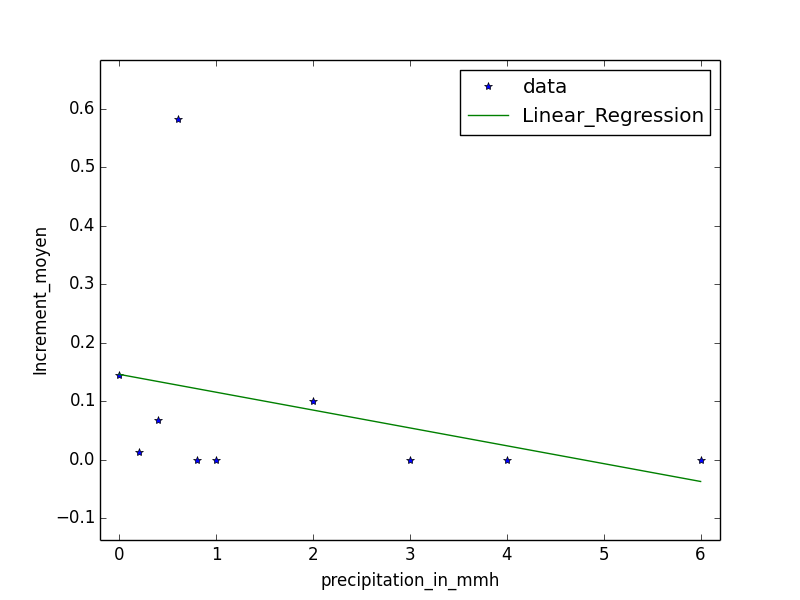 data
Linear_Regression
0.6
0.5
0.4
0.3
0.2
0.1
0.0
−0.1
Increment_moyen
0 1 2 3 4 5 6
precipitation_in_mmh